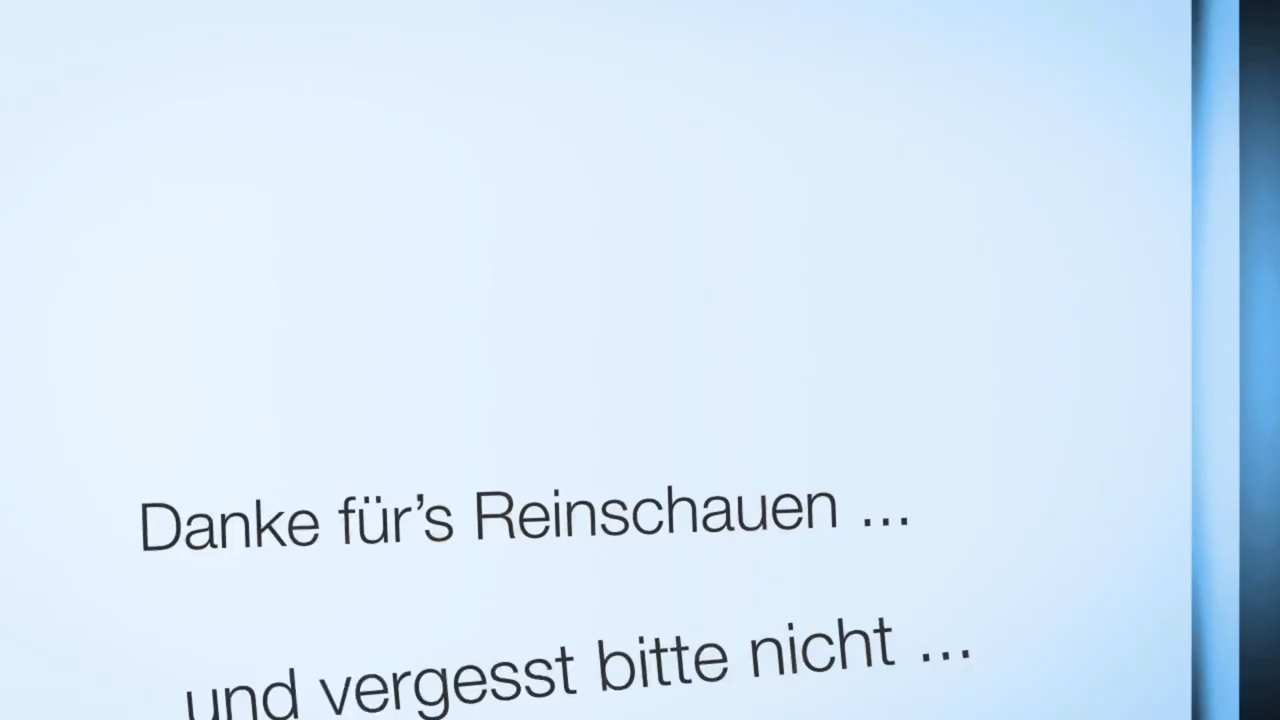 Danke für’s Reinschauen ...
und vergesst bitte nicht ...